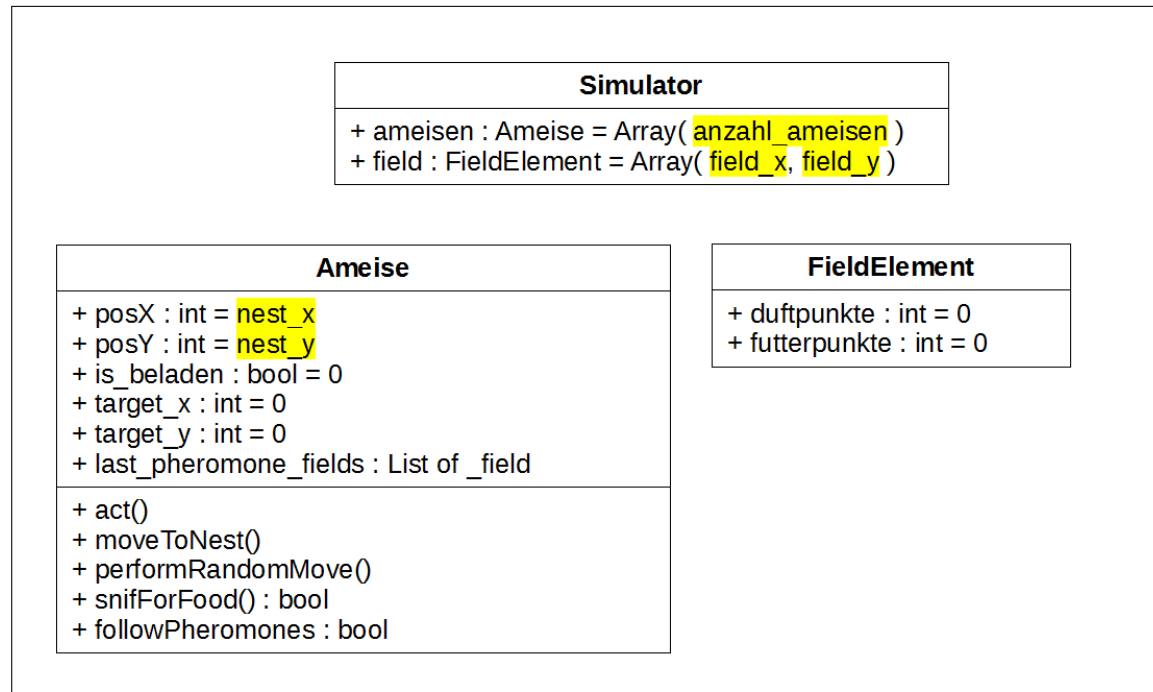 Simulator
+ ameisen : Ameise = Array( anzahl_ameisen )
+ field : FieldElement = Array( field_x, field_y )
Ameise
+ posX : int = nest_x
+ posY : int = nest_y
+ is_beladen : bool = 0
+ target_x : int = 0
+ target_y : int = 0
+ last_pheromone_fields : List of _field
+ act()
+ moveToNest()
+ performRandomMove()
+ snifForFood() : bool
+ followPheromones : bool
FieldElement
+ duftpunkte : int = 0
+ futterpunkte : int = 0